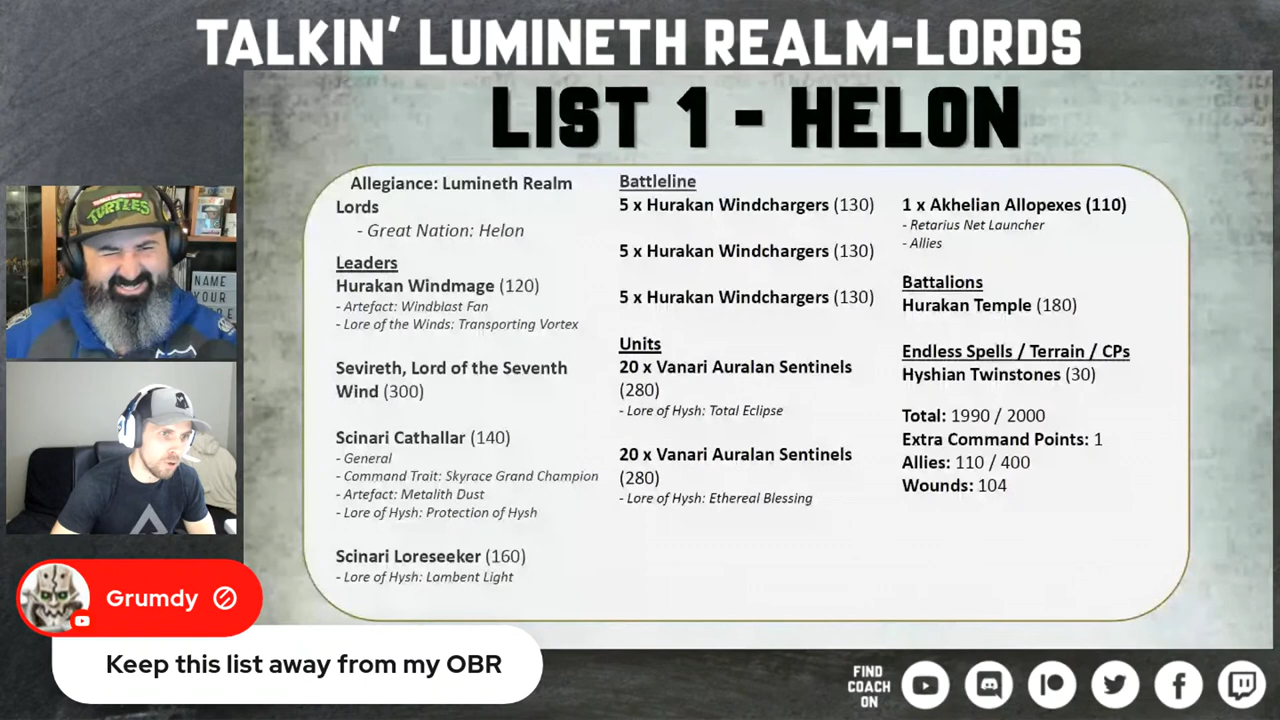 TALKIN' LUMINETH REALM-LORDS
LIST 1 - HELON
Allegiance: Lumineth Realm
Lords
- Great Nation: Helon
Leaders
Hurakan Windmage (120)
- Artefact: Windblast Fan
- Lore of the Winds: Transporting Vortex
Sevireth, Lord of the Seventh
Wind (300)
Scinari Cathallar (140)
- General
- Command Trait: Skyrace Grand Champion
- Artefact: Metalith Dust
- Lore of Hysh: Protection of Hysh
Scinari Loreseeker (160)
- Lore of Hysh: Lambent Light
Battleline
5 x Hurakan Windchargers (130)
5 x Hurakan Windchargers (130)
5 x Hurakan Windchargers (130)
Units
20 x Vanari Auralan Sentinels
(280)
- Lore of Hysh: Total Eclipse
20 x Vanari Auralan Sentinels
(280)
- Lore of Hysh: Ethereal Blessing
1 x Akhelian Allopexes (110)
- Retarius Net Launcher
- Allies
Battalions
Hurakan Temple (180)
Endless Spells / Terrain / CPs
Hyshian Twinstones (30)
Total: 1990 / 2000
Extra Command Points: 1
Allies: 110 / 400
Wounds: 104
TURTLES
NAME
YOUR
Grumdy
Keep this list away from my OBR
FIND
COACH
ON